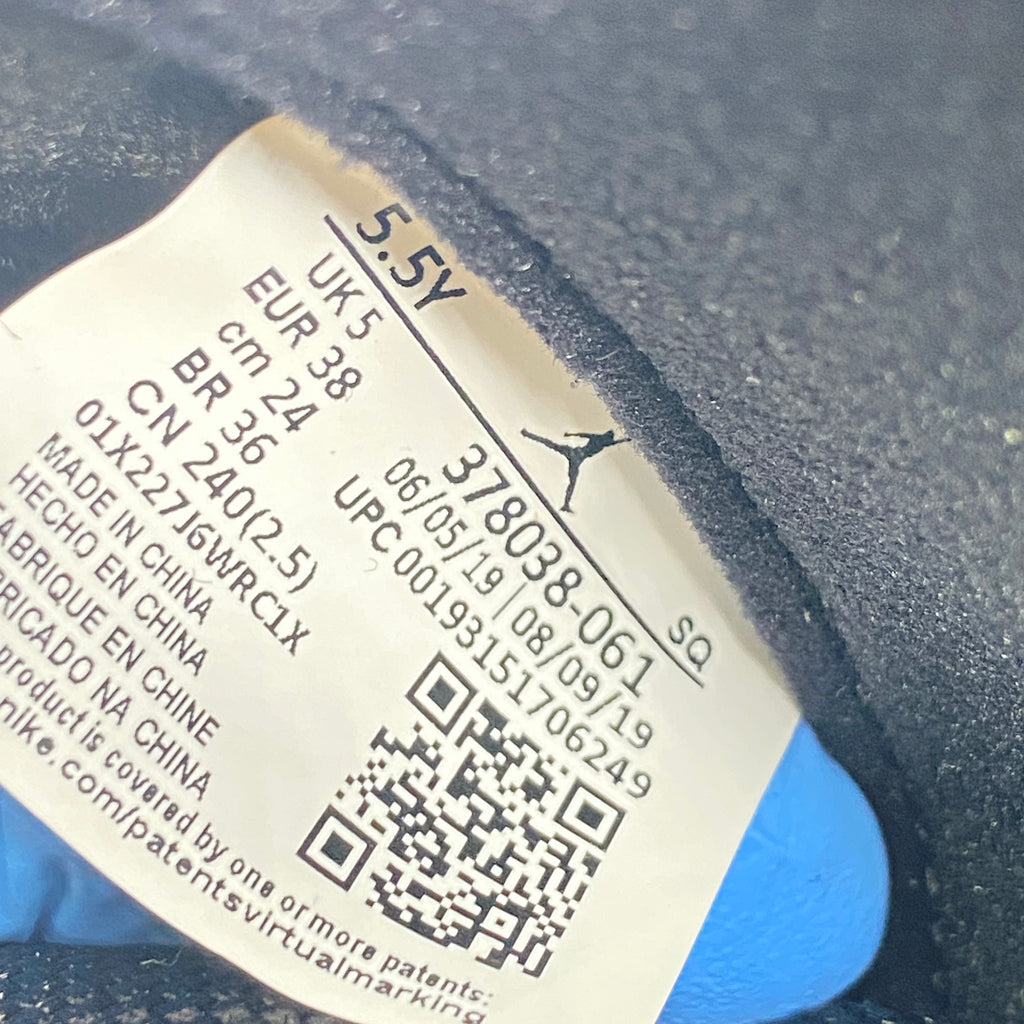 5.5Y
SQ
UK 5
EUR 38
cm 24
BR 36
CN 240(2.5)
01X227J6WRC1X
378038-061
06/05/19 | 08/09/19
UPC 00193151706249
MADE IN CHINA
HECHO EN CHINA
FABRIQUE EN CHINE
FABRICADO NA CHINA
product is covered by one or more patents:
nike.com/patentsvirtualmarking